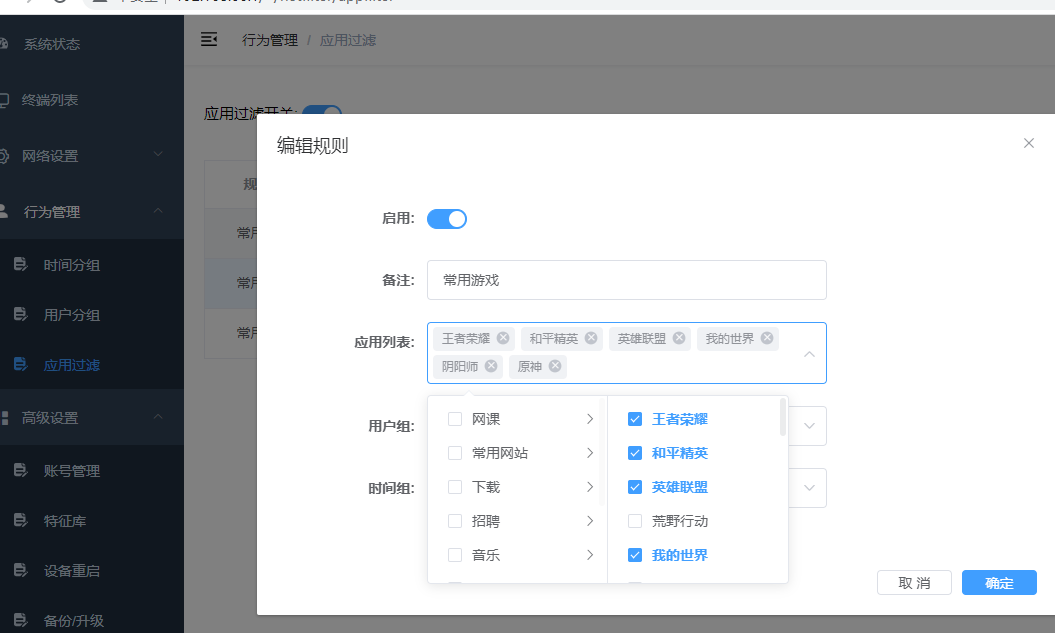 系统状态
终端列表
网络设置
行为管理
时间分组
用户分组
应用过滤
高级设置
账号管理
特征库
设备重启
备份/升级
行为管理 / 应用过滤
应用过滤开关:
编辑规则
启用:
备注: 常用游戏
应用列表: 王者荣耀 和平精英 英雄联盟 我的世界
阴阳师 原神
用户组:
时间组:
网课 王者荣耀
常用网站 和平精英
下载 英雄联盟
招聘 荒野行动
音乐 我的世界
取 消 确定